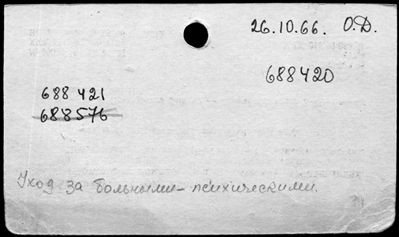 26.10.66. О.Д.
688420
688 421
688576
Уход за больными – психическими.